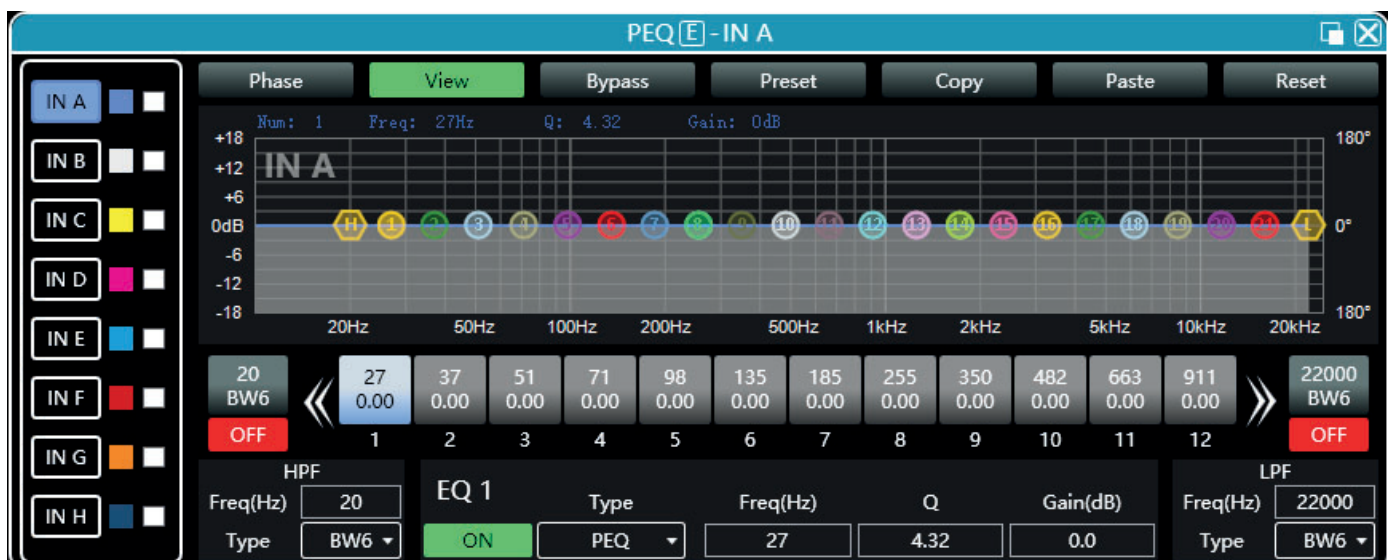 PEQ E - IN A
Phase View Bypass Preset Copy Paste Reset
IN A
IN B
IN C
IN D
IN E
IN F
IN G
IN H
Num: 1 Freq: 27Hz Q: 4.32 Gain: 0dB
IN A
+18 180°
+12
+6
0dB 0°
-6
-12
-18 180°
H 1 2 3 4 5 6 7 8 9 10 11 12 13 14 15 16 17 18 19 20 21 L
20Hz 50Hz 100Hz 200Hz 500Hz 1kHz 2kHz 5kHz 10kHz 20kHz
20 27 37 51 71 98 135 185 255 350 482 663 911 22000
BW6 0.00 0.00 0.00 0.00 0.00 0.00 0.00 0.00 0.00 0.00 0.00 0.00 BW6
OFF 1 2 3 4 5 6 7 8 9 10 11 12 OFF
HPF
Freq(Hz) 20
Type BW6
EQ 1 Type Freq(Hz) Q Gain(dB)
ON PEQ 27 4.32 0.0
LPF
Freq(Hz) 22000
Type BW6